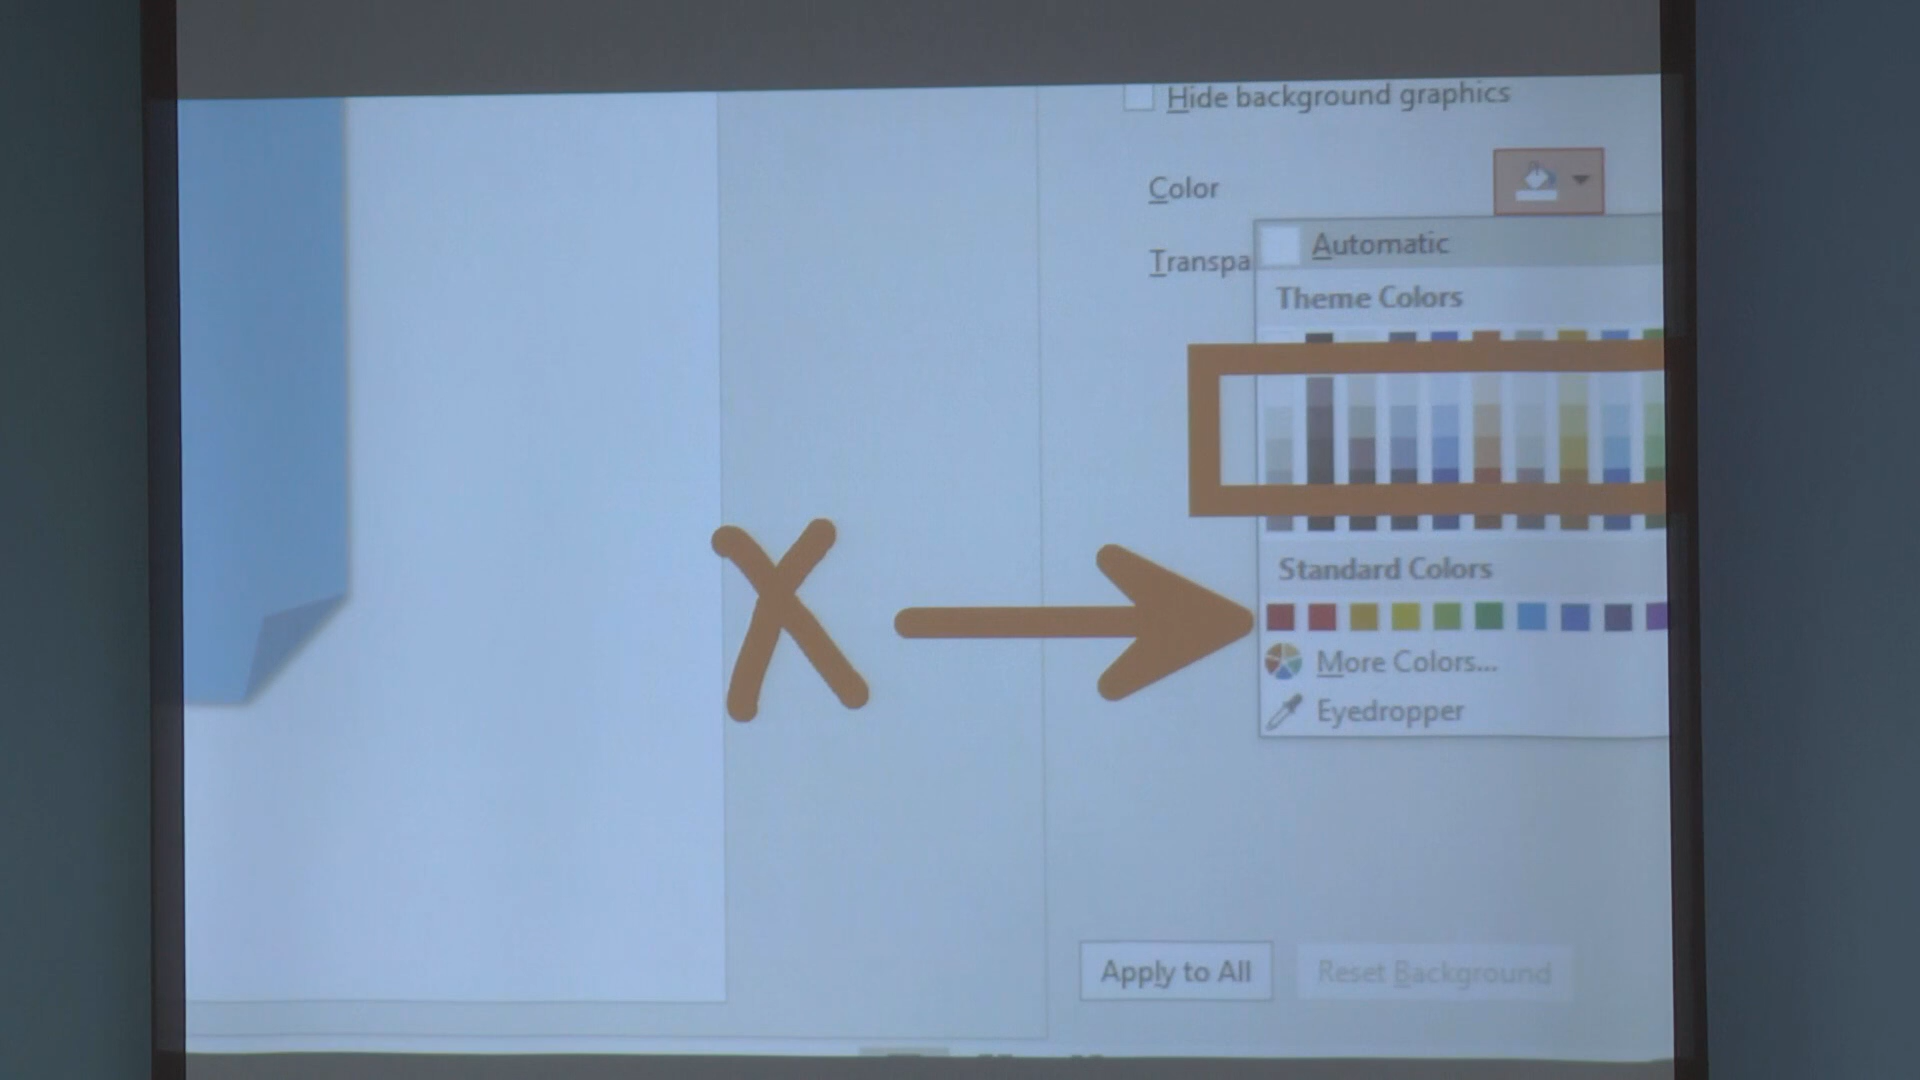 Hide background graphics
Color
Automatic
Transpa
Theme Colors
X
Standard Colors
More Colors...
Eyedropper
Apply to All
Reset Background